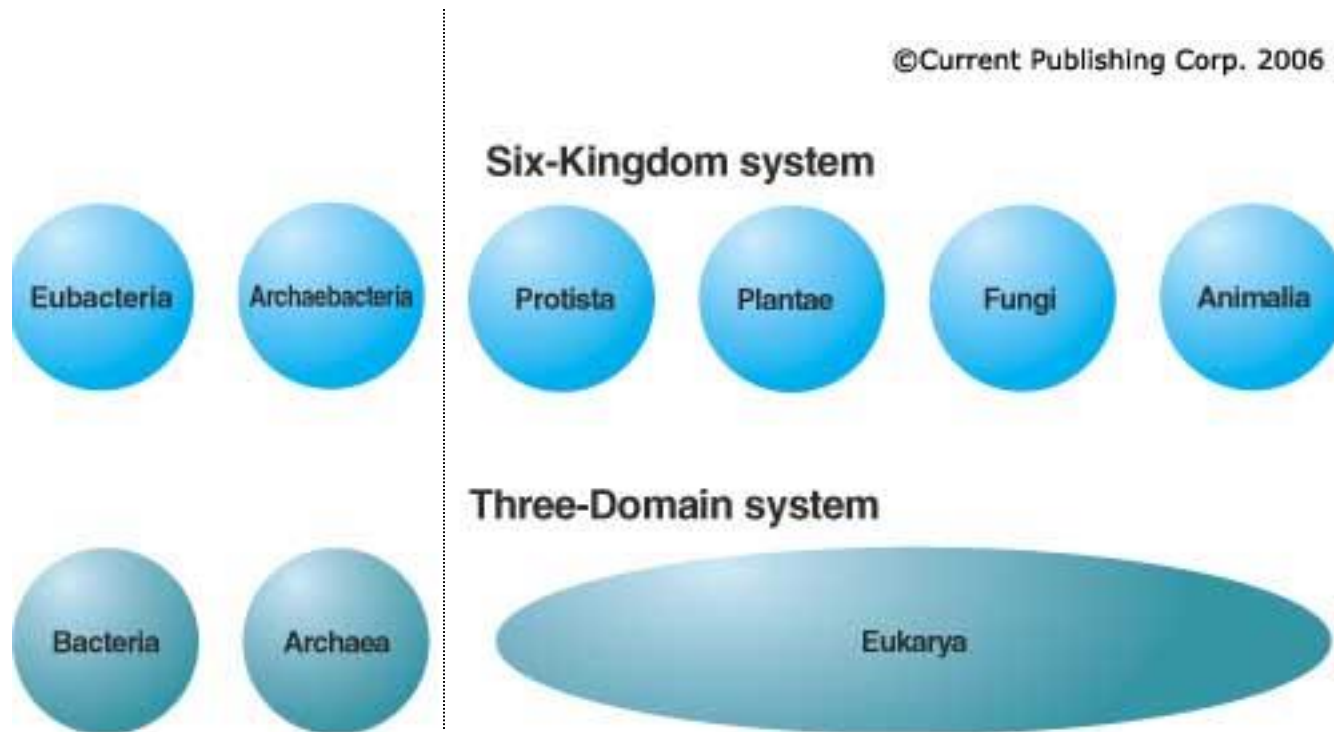 ©Current Publishing Corp. 2006
Six-Kingdom system
Eubacteria Archaebacteria Protista Plantae Fungi Animalia
Three-Domain system
Bacteria Archaea Eukarya